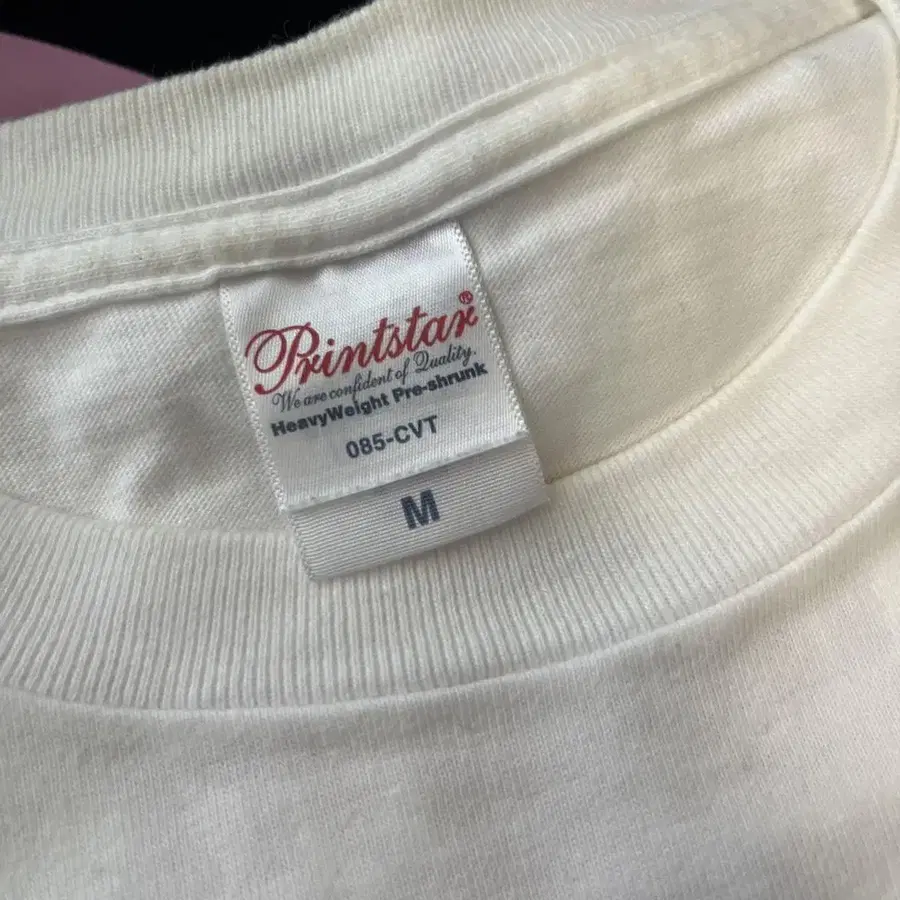 Printstar®
We are confident of Quality.
HeavyWeight Pre-shrunk
085-CVT
M